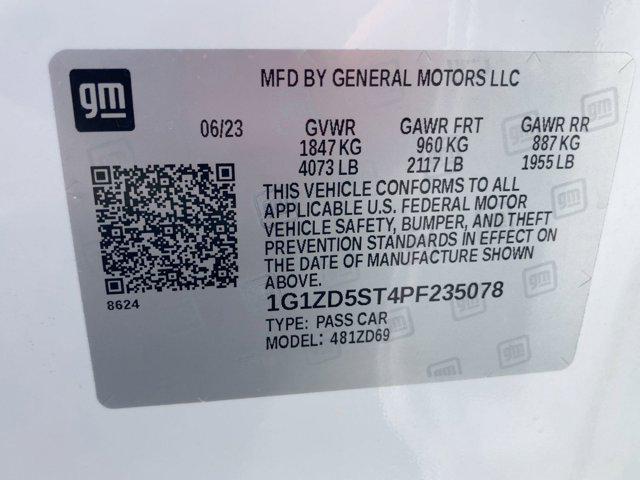 gm
MFD BY GENERAL MOTORS LLC
06/23 GVWR GAWR FRT GAWR RR
1847 KG 960 KG 887 KG
4073 LB 2117 LB 1955 LB
THIS VEHICLE CONFORMS TO ALL
APPLICABLE U.S. FEDERAL MOTOR
VEHICLE SAFETY, BUMPER, AND THEFT
PREVENTION STANDARDS IN EFFECT ON
THE DATE OF MANUFACTURE SHOWN
ABOVE.
8624
1G1ZD5ST4PF235078
TYPE: PASS CAR
MODEL: 481ZD69